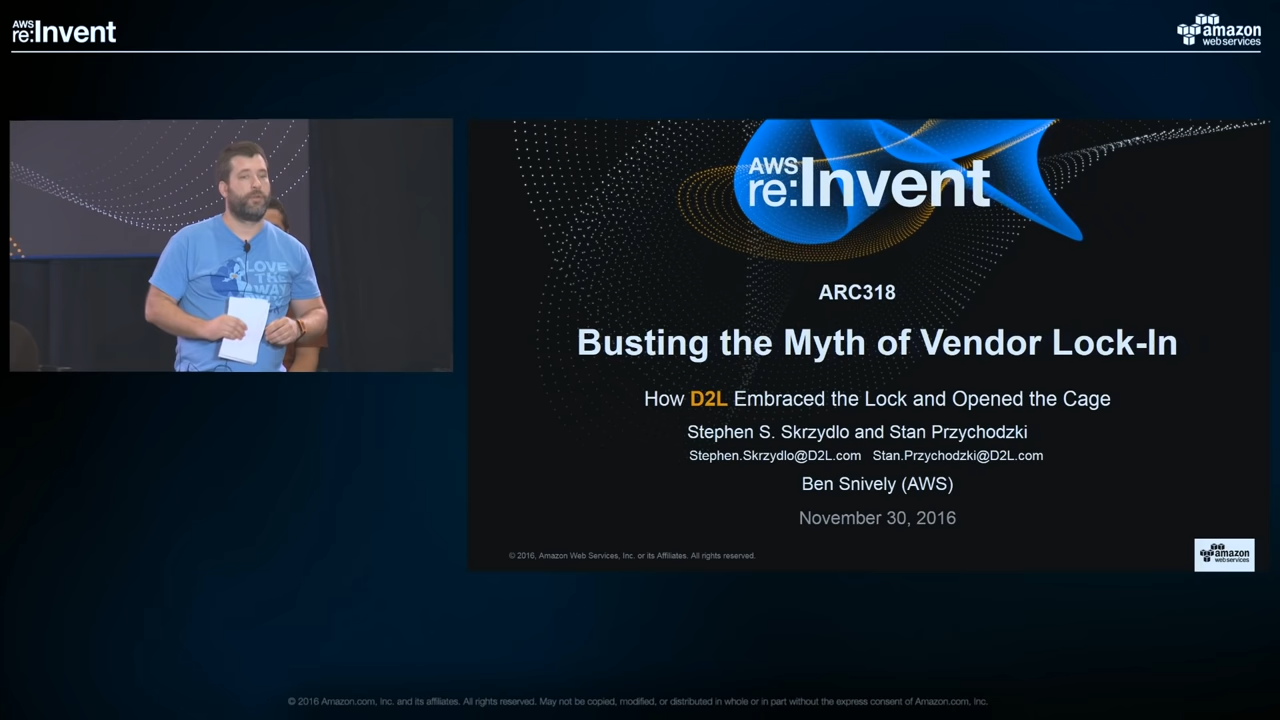 AWS
re:Invent
amazon
web services
LOVE
THE
WAY
AWS
re:Invent
ARC318
Busting the Myth of Vendor Lock-In
How D2L Embraced the Lock and Opened the Cage
Stephen S. Skrzydlo and Stan Przychodzki
Stephen.Skrzydlo@D2L.com Stan.Przychodzki@D2L.com
Ben Snively (AWS)
November 30, 2016
© 2016, Amazon Web Services, Inc. or its Affiliates. All rights reserved.
amazon
web services
© 2016 Amazon.com, Inc. and its affiliates. All rights reserved. May not be copied, modified, or distributed in whole or in part without the express consent of Amazon.com, Inc.